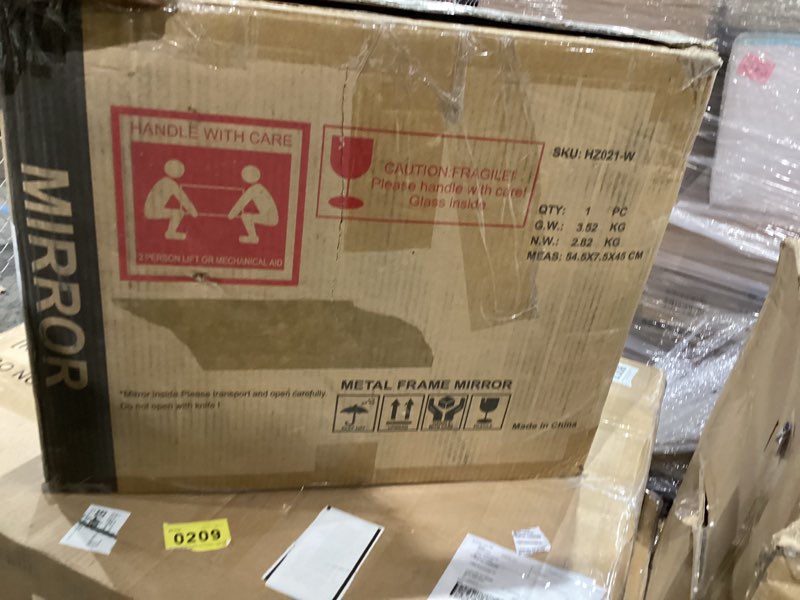 MIRROR
HANDLE WITH CARE
2 PERSON LIFT OR MECHANICAL AID
CAUTION:FRAGILE!
Please handle with care!
Glass inside
SKU: HZ021-W
QTY: 1 PC
G.W.: 3.52 KG
N.W.: 2.82 KG
MEAS: 54.5X7.5X45 CM
*Mirror inside.Please transport and open carefully.
Do not open with knife !
METAL FRAME MIRROR
Made in China
0209